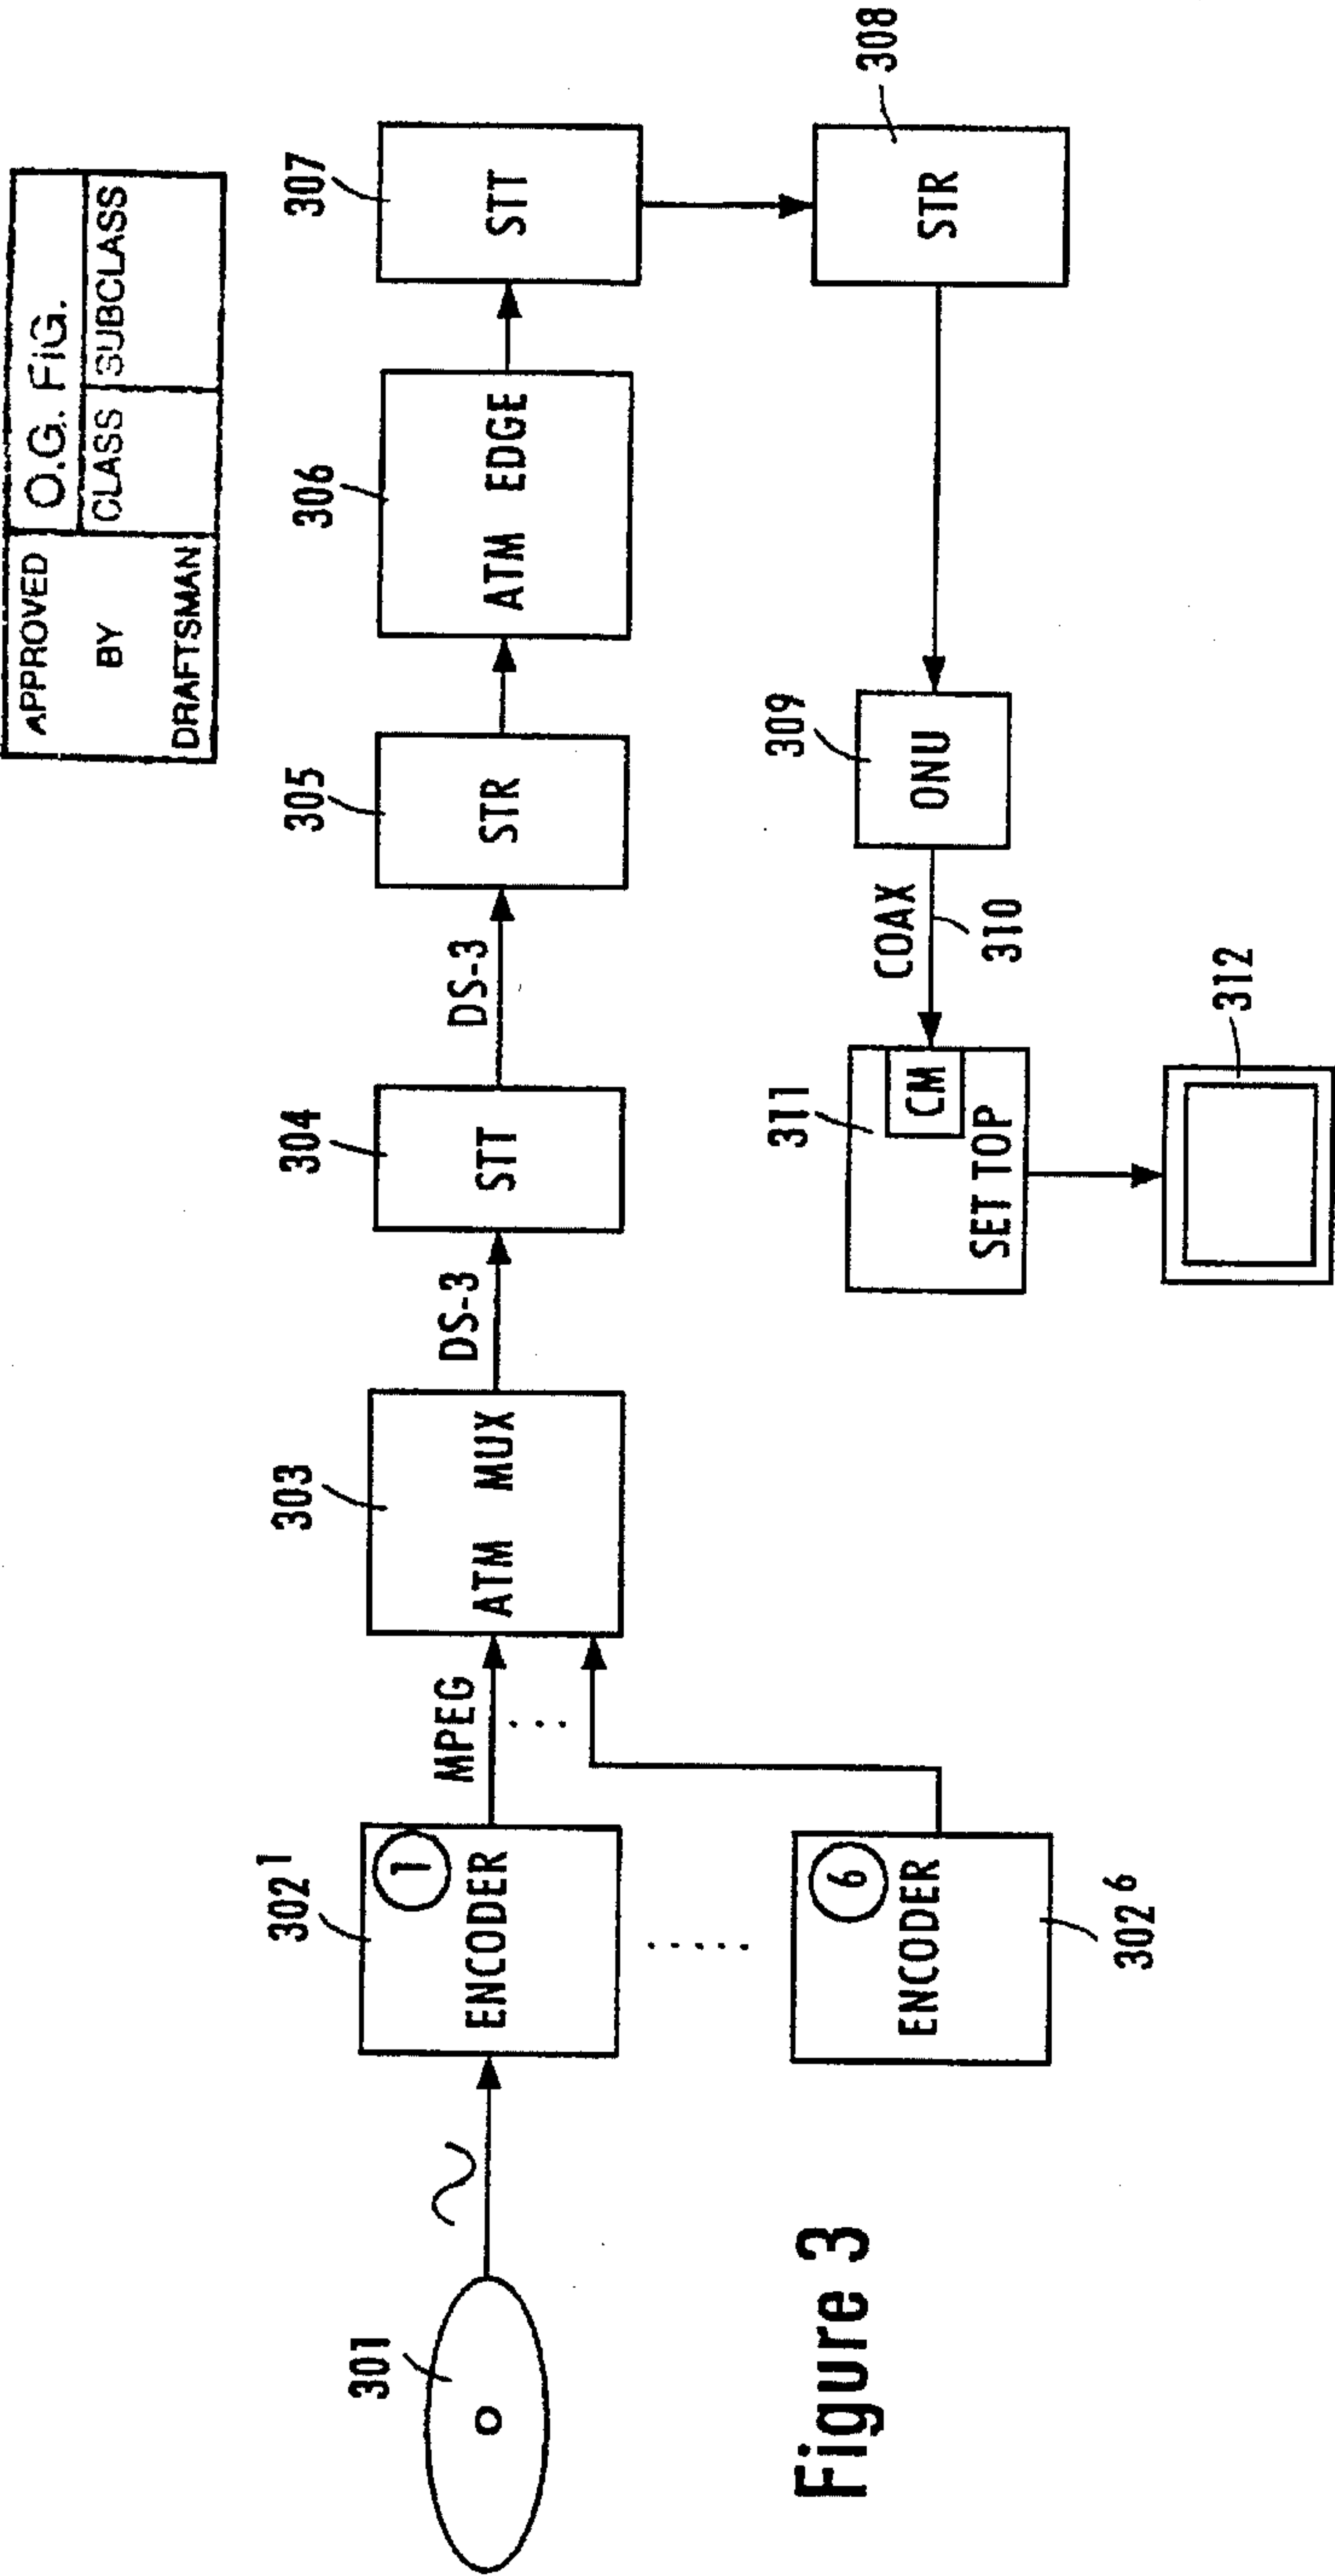 APPROVED
O.G. FIG.
BY
CLASS
SUBCLASS
DRAFTSMAN
301
302 1
1
ENCODER
MPEG
...
303
ATM MUX
DS-3
304
STT
DS-3
305
STR
306
ATM EDGE
307
STT
.....
6
ENCODER
302 6
308
STR
309
ONU
COAX
310
311
CM
SET TOP
312
Figure 3